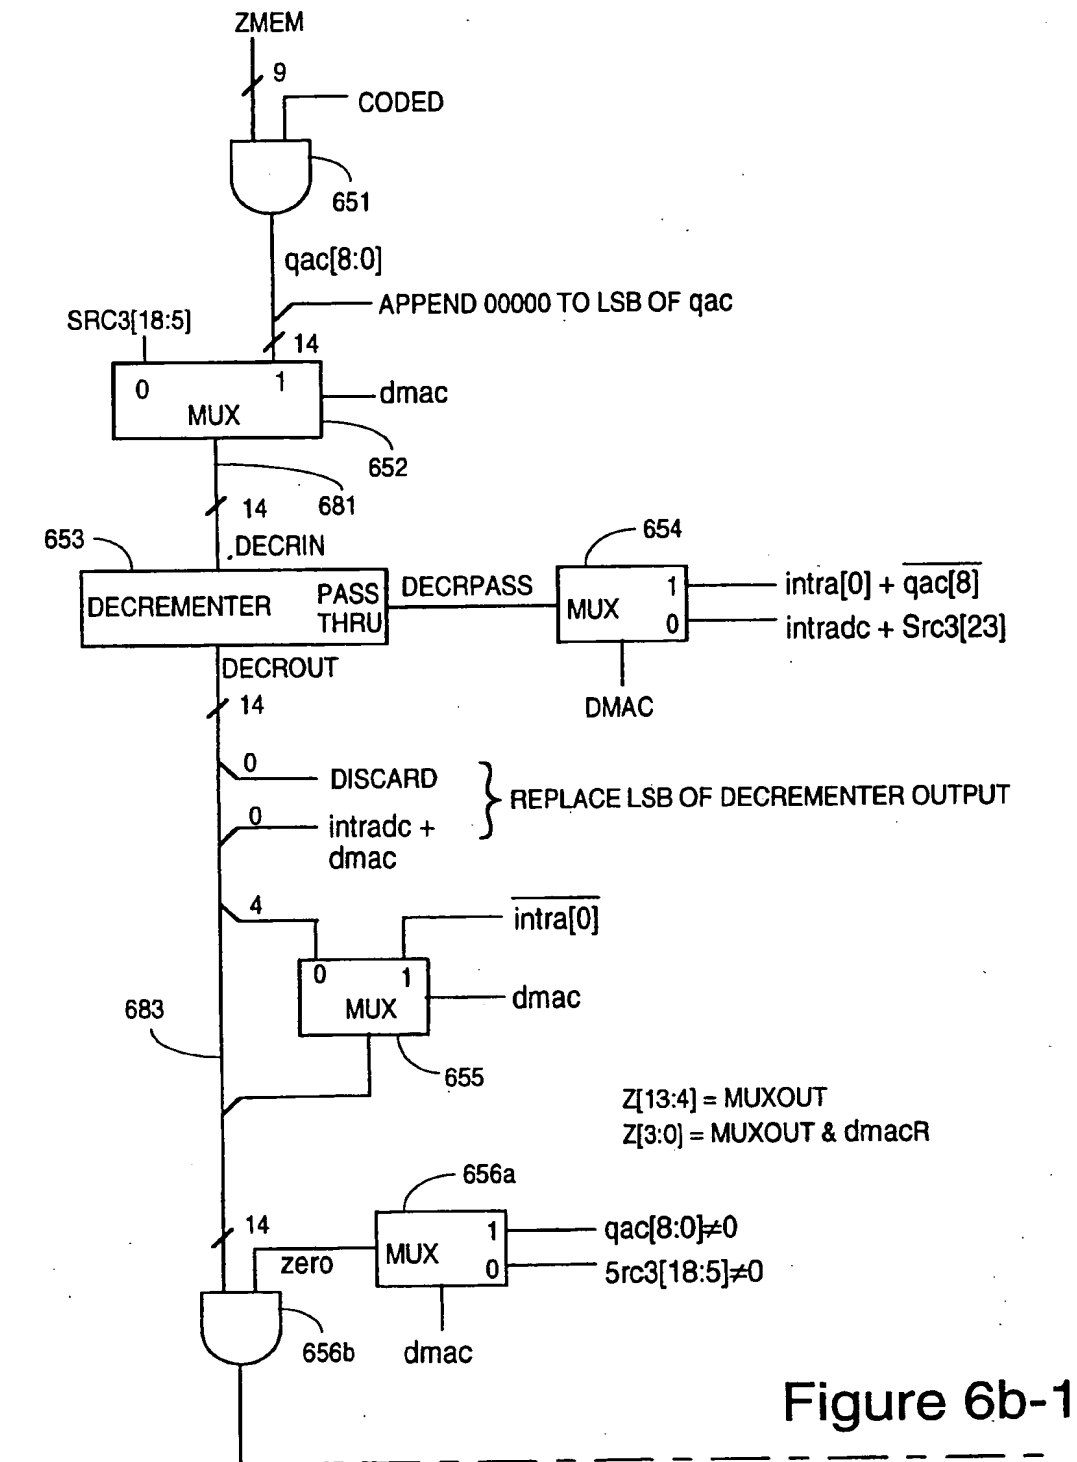 ZMEM
9
CODED
651
qac[8:0]
APPEND 00000 TO LSB OF qac
SRC3[18:5]
14
0
1
dmac
MUX
652
681
14
653
DECRIN
654
DECREMENTER
PASS
THRU
DECRPASS
MUX
1
0
intra[0] + q̅a̅c̅[̅8̅]̅
intradc + Src3[23]
DECROUT
DMAC
14
0
DISCARD
REPLACE LSB OF DECREMENTER OUTPUT
0
intradc +
dmac
4
i̅n̅t̅r̅a̅[̅0̅]̅
0
1
MUX
dmac
683
655
Z[13:4] = MUXOUT
Z[3:0] = MUXOUT & dmacR
656a
14
zero
MUX
1
0
qac[8:0]≠0
5rc3[18:5]≠0
656b
dmac
Figure 6b-1